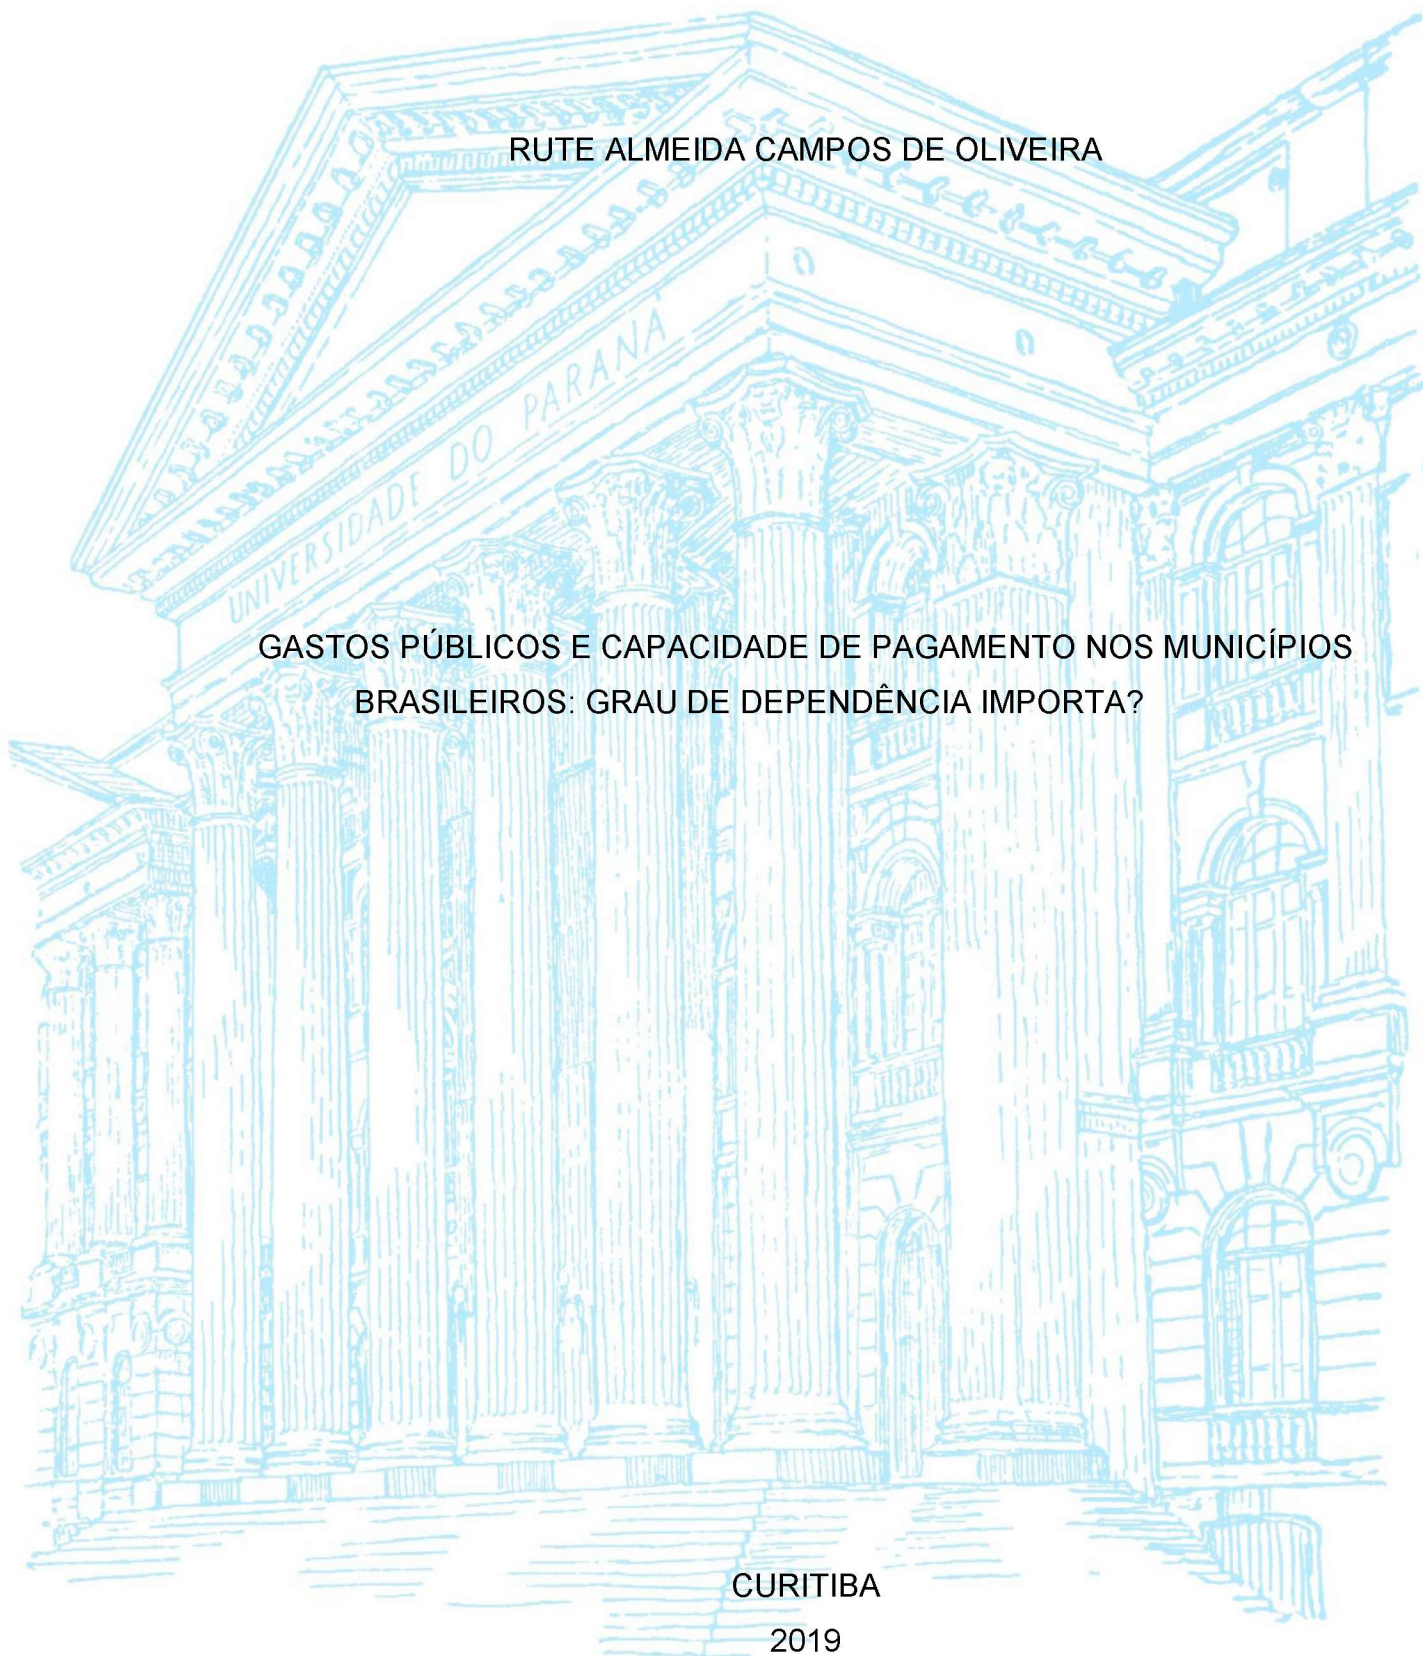 RUTE ALMEIDA CAMPOS DE OLIVEIRA
UNIVERSIDADE DO PARANÁ
GASTOS PÚBLICOS E CAPACIDADE DE PAGAMENTO NOS MUNICÍPIOS
BRASILEIROS: GRAU DE DEPENDÊNCIA IMPORTA?
CURITIBA
2019